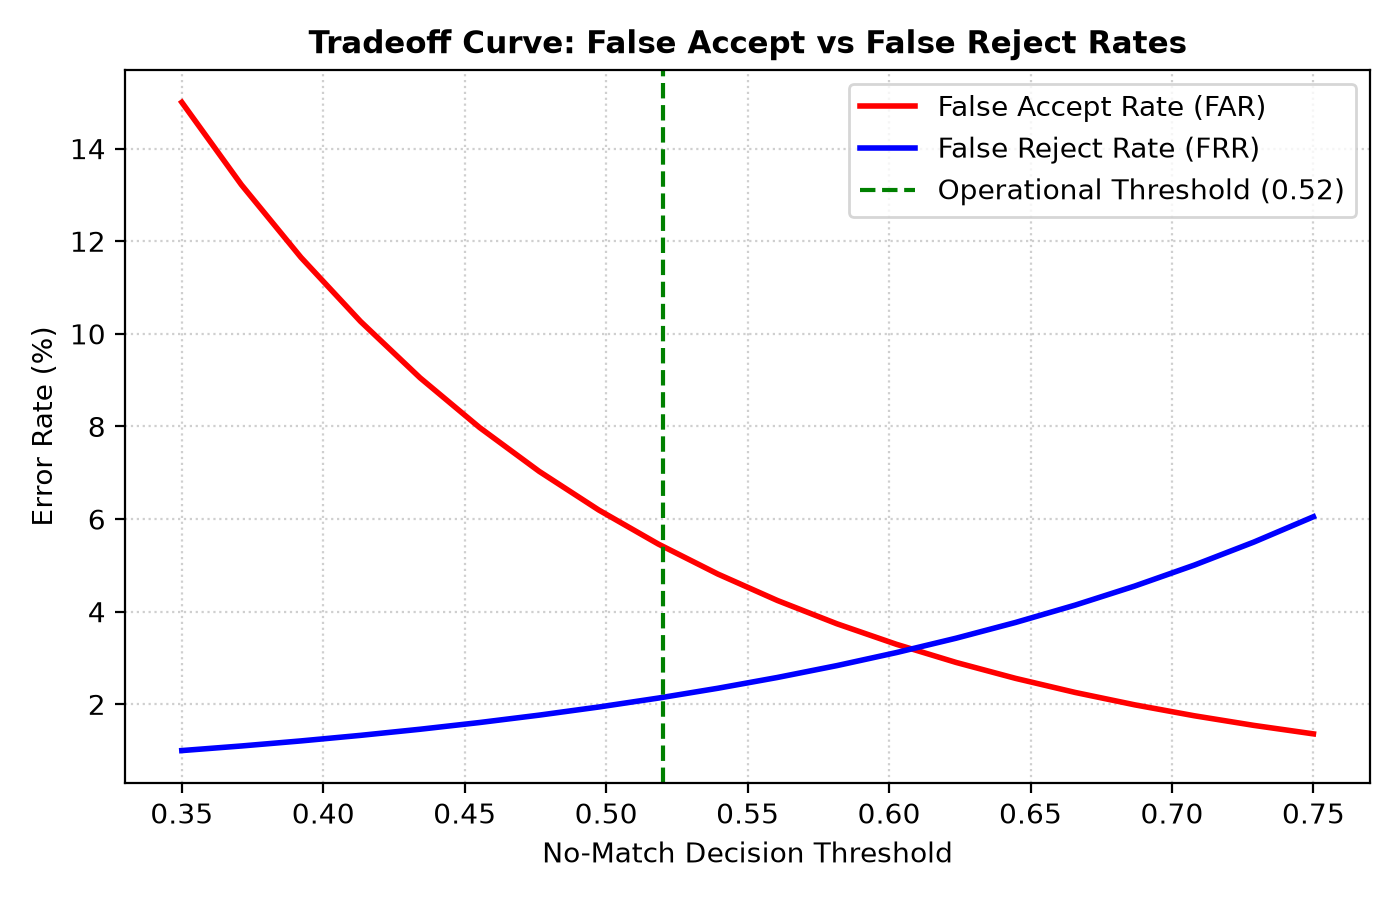 Tradeoff Curve: False Accept vs False Reject Rates
False Accept Rate (FAR)
False Reject Rate (FRR)
Operational Threshold (0.52)
Error Rate (%)
14
12
10
8
6
4
2
0.35 0.40 0.45 0.50 0.55 0.60 0.65 0.70 0.75
No-Match Decision Threshold